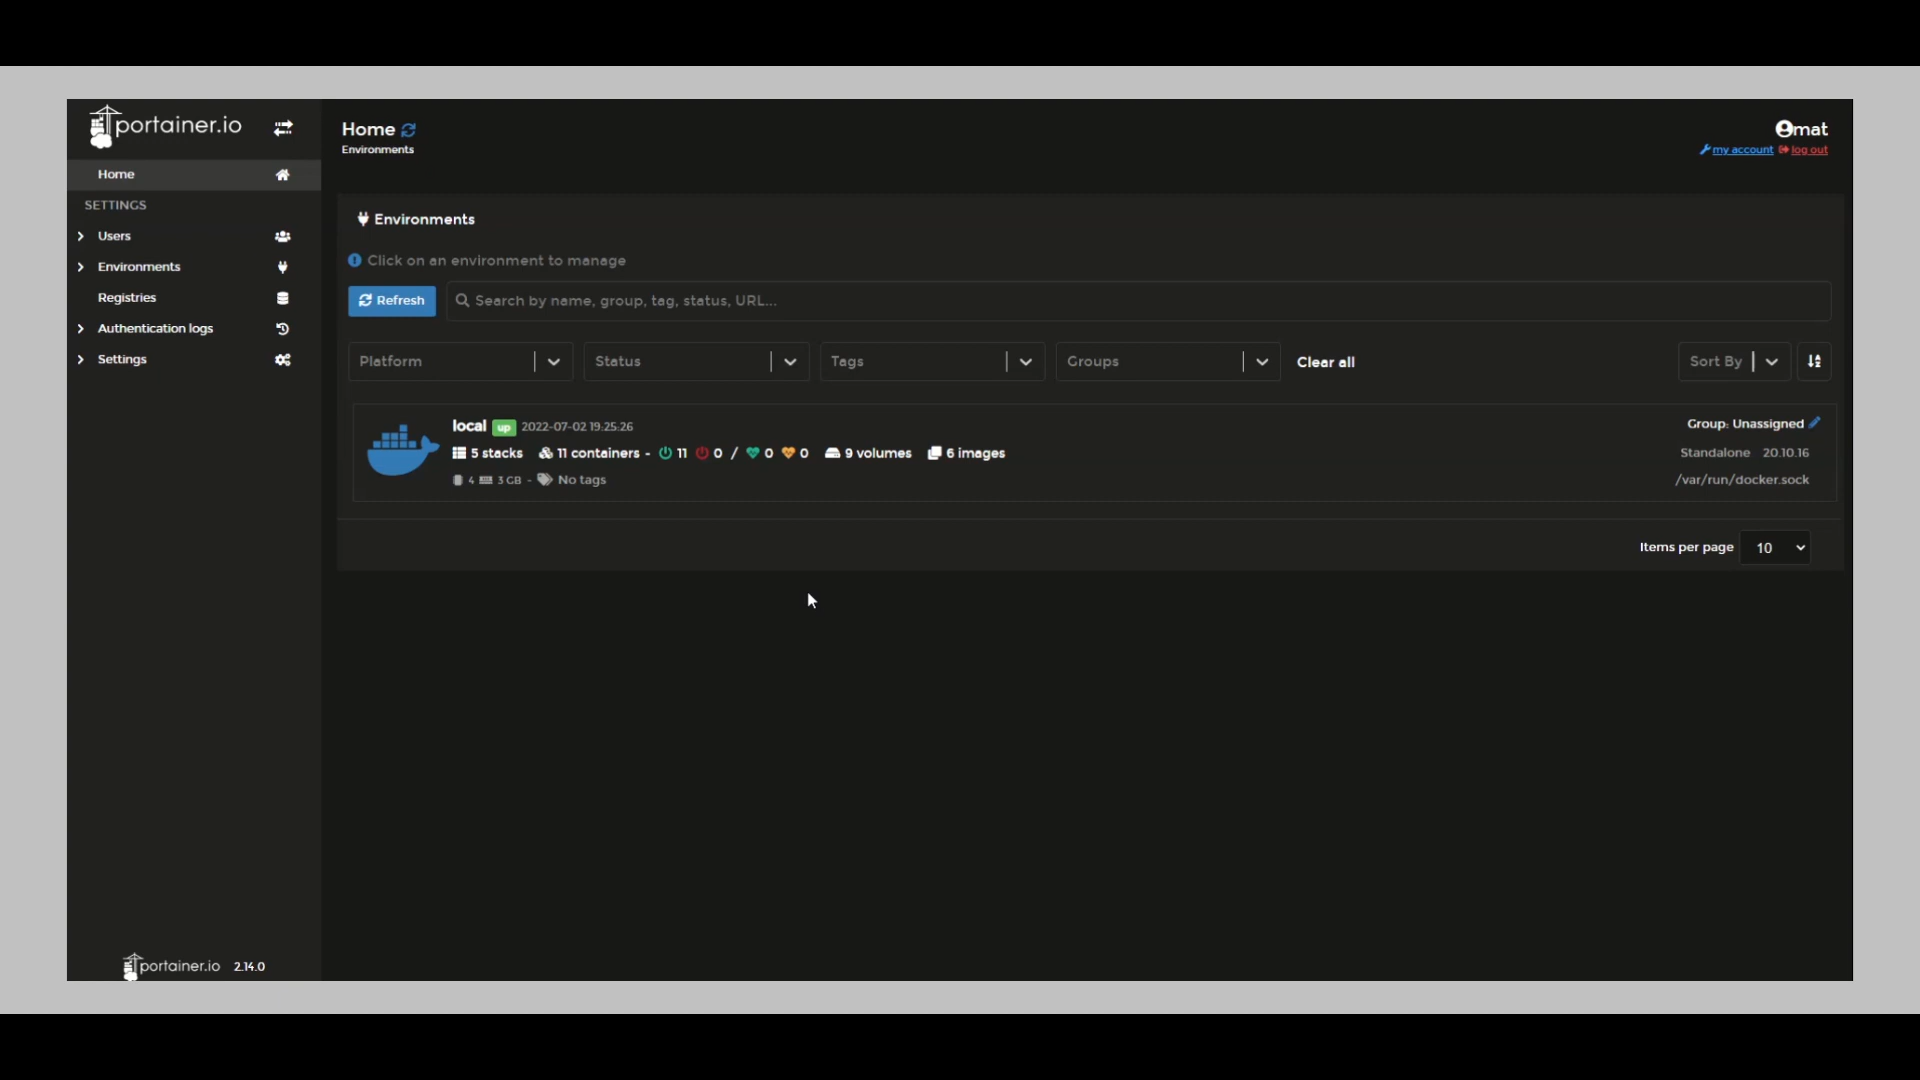 portainer.io
Home
SETTINGS
Users
Environments
Registries
Authentication logs
Settings
portainer.io 2.14.0
Home
Environments
mat
my account log out
Environments
Click on an environment to manage
Refresh Search by name, group, tag, status, URL...
Platform Status Tags Groups Clear all Sort By
local up 2022-07-02 19:25:26 Group: Unassigned
5 stacks 11 containers - 11 0 / 0 0 9 volumes 6 images Standalone 20.10.16
4 3 GB - No tags /var/run/docker.sock
Items per page 10